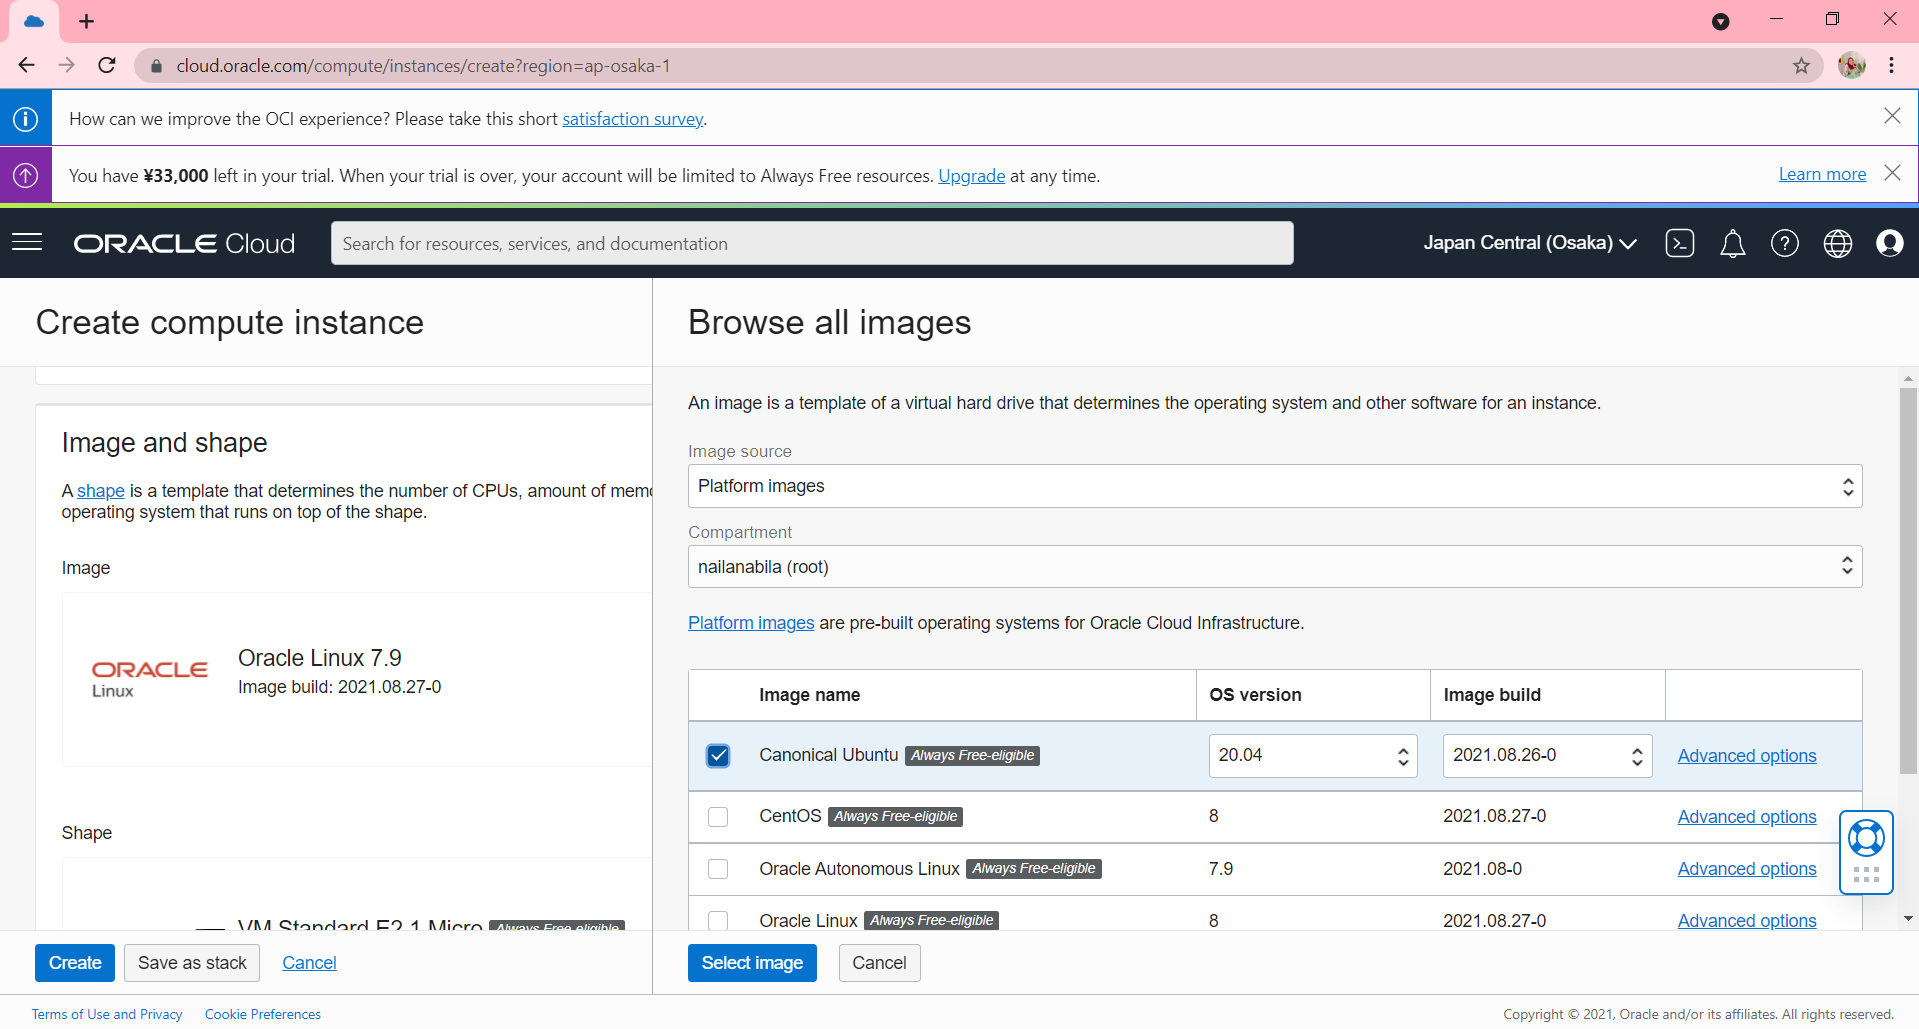 cloud.oracle.com/compute/instances/create?region=ap-osaka-1
How can we improve the OCI experience? Please take this short satisfaction survey.
You have ¥33,000 left in your trial. When your trial is over, your account will be limited to Always Free resources. Upgrade at any time.
Learn more
ORACLE Cloud
Search for resources, services, and documentation
Japan Central (Osaka)
Create compute instance
Image and shape
A shape is a template that determines the number of CPUs, amount of memo
operating system that runs on top of the shape.
Image
ORACLE
Linux
Oracle Linux 7.9
Image build: 2021.08.27-0
Shape
VM.Standard.E2.1.Micro Always Free-eligible
Create
Save as stack
Cancel
Browse all images
An image is a template of a virtual hard drive that determines the operating system and other software for an instance.
Image source
Platform images
Compartment
nailanabila (root)
Platform images are pre-built operating systems for Oracle Cloud Infrastructure.
Image name OS version Image build
Canonical Ubuntu Always Free-eligible 20.04 2021.08.26-0 Advanced options
CentOS Always Free-eligible 8 2021.08.27-0 Advanced options
Oracle Autonomous Linux Always Free-eligible 7.9 2021.08-0 Advanced options
Oracle Linux Always Free-eligible 8 2021.08.27-0 Advanced options
Select image
Cancel
Terms of Use and Privacy
Cookie Preferences
Copyright © 2021, Oracle and/or its affiliates. All rights reserved.